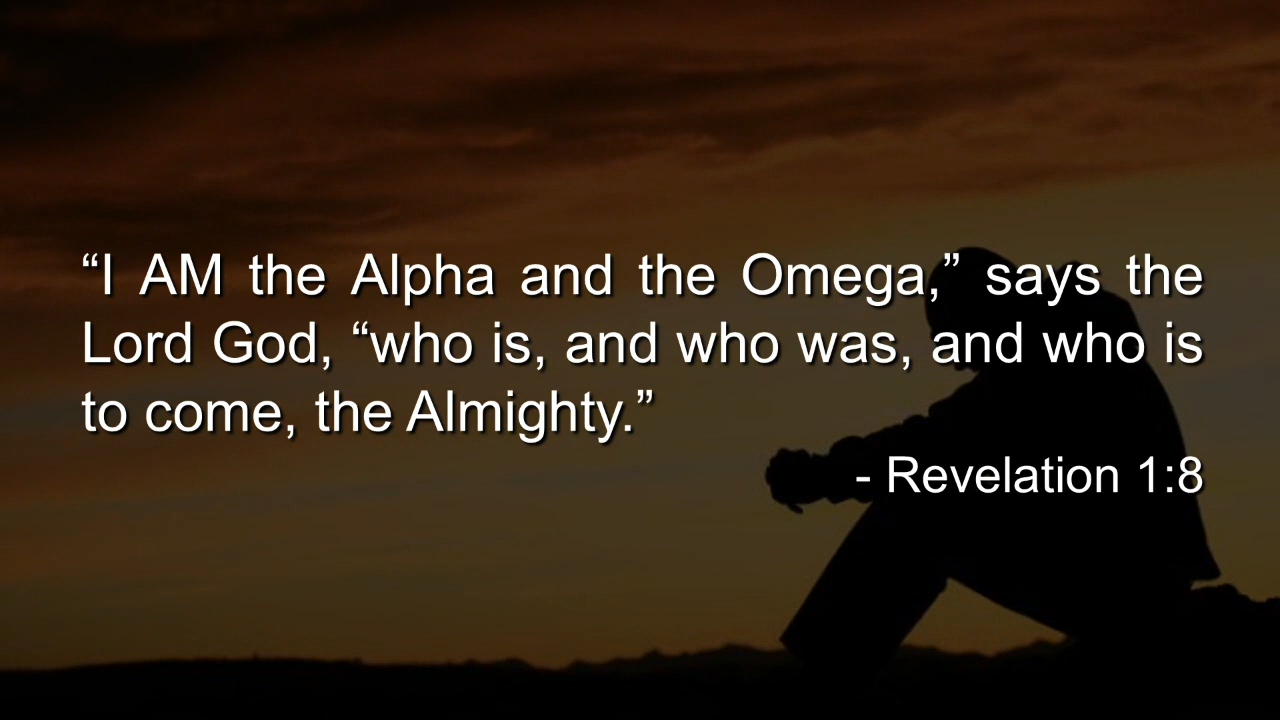 “I AM the Alpha and the Omega,” says the
Lord God, “who is, and who was, and who is
to come, the Almighty.”
- Revelation 1:8